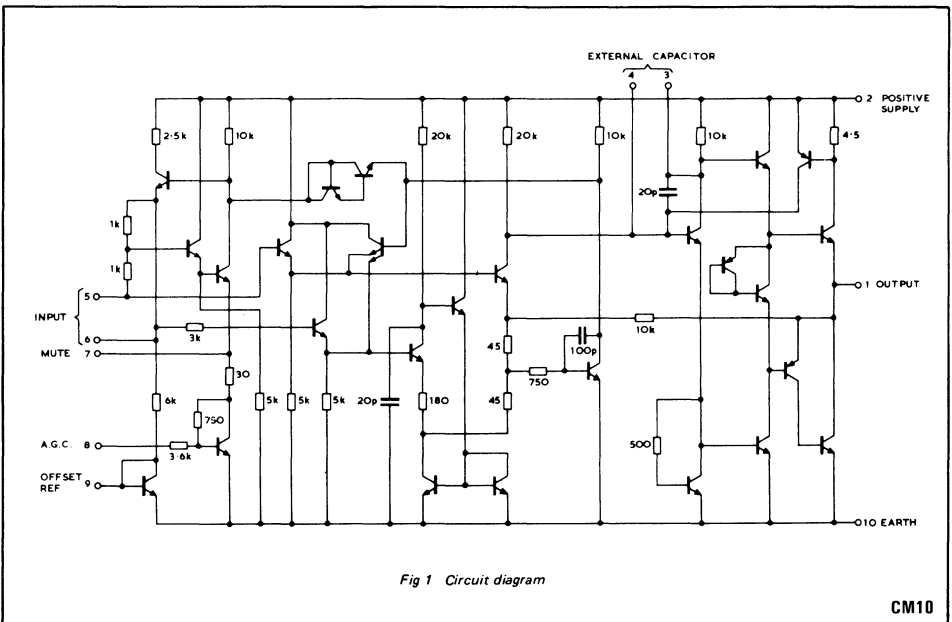 EXTERNAL CAPACITOR
4 3
2 POSITIVE
SUPPLY
2·5k
10k
20k
20k
10k
10k
4·5
20p
1k
1k
5
INPUT
6
3k
MUTE 7
1 OUTPUT
10k
45
100p
750
45
30
6k
750
5k
5k
5k
20p
180
500
A.G.C. 8
3·6k
OFFSET
REF 9
10 EARTH
Fig 1 Circuit diagram
CM10